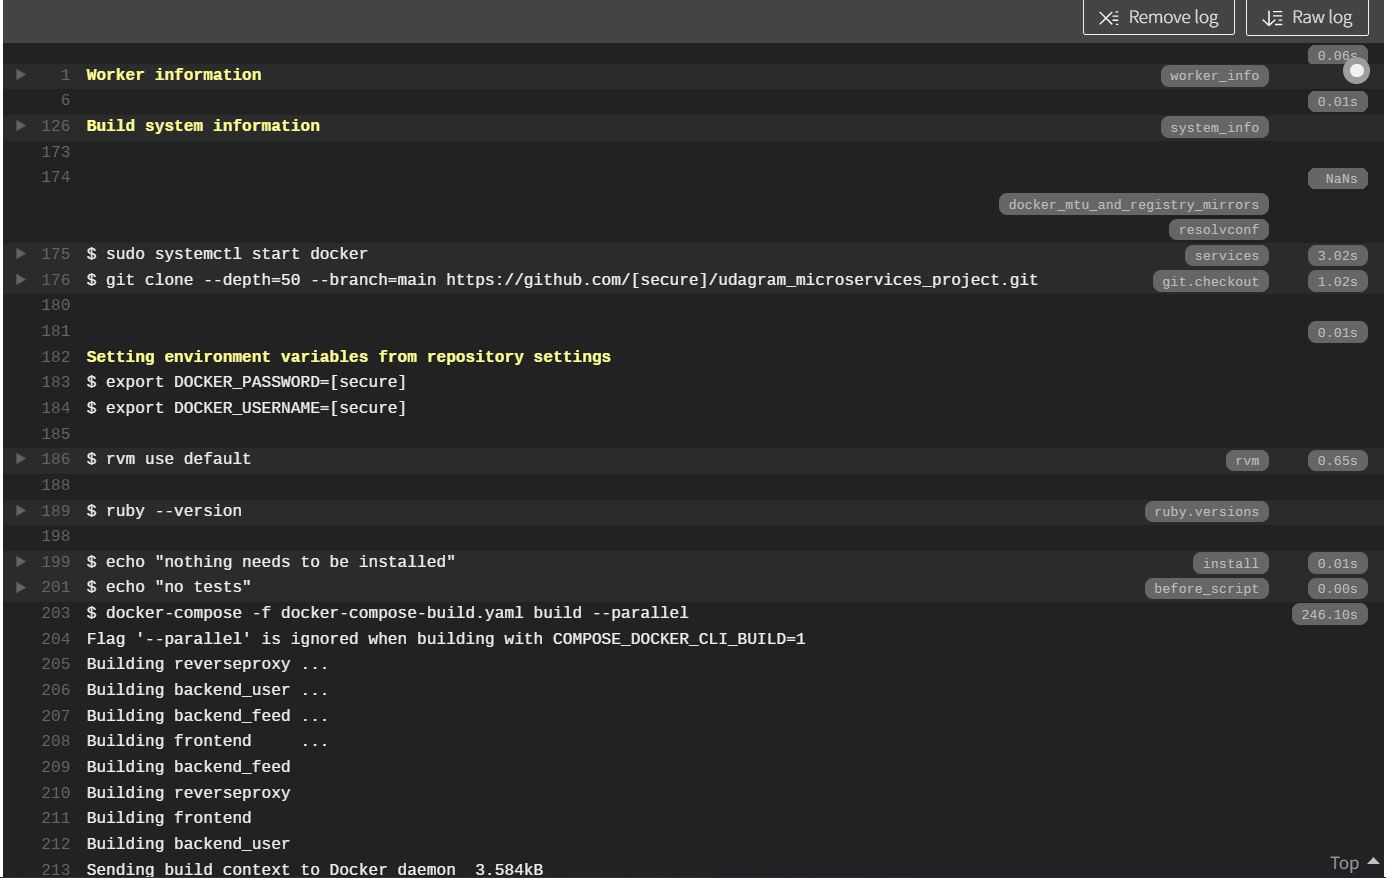 Remove log Raw log
0.06s
1 Worker information worker_info
6 0.01s
126 Build system information system_info
173
174 NaNs
docker_mtu_and_registry_mirrors
resolvconf
175 $ sudo systemctl start docker services 3.02s
176 $ git clone --depth=50 --branch=main https://github.com/[secure]/udagram_microservices_project.git git.checkout 1.02s
180
181 0.01s
182 Setting environment variables from repository settings
183 $ export DOCKER_PASSWORD=[secure]
184 $ export DOCKER_USERNAME=[secure]
185
186 $ rvm use default rvm 0.65s
188
189 $ ruby --version ruby.versions
198
199 $ echo "nothing needs to be installed" install 0.01s
201 $ echo "no tests" before_script 0.00s
203 $ docker-compose -f docker-compose-build.yaml build --parallel 246.10s
204 Flag '--parallel' is ignored when building with COMPOSE_DOCKER_CLI_BUILD=1
205 Building reverseproxy ...
206 Building backend_user ...
207 Building backend_feed ...
208 Building frontend     ...
209 Building backend_feed
210 Building reverseproxy
211 Building frontend
212 Building backend_user
213 Sending build context to Docker daemon  3.584kB
Top